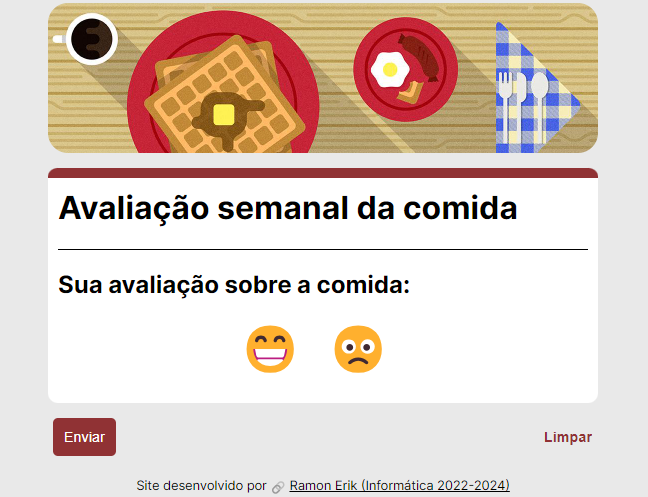 Avaliação semanal da comida
Sua avaliação sobre a comida:
Enviar
Limpar
Site desenvolvido por Ramon Erik (Informática 2022-2024)